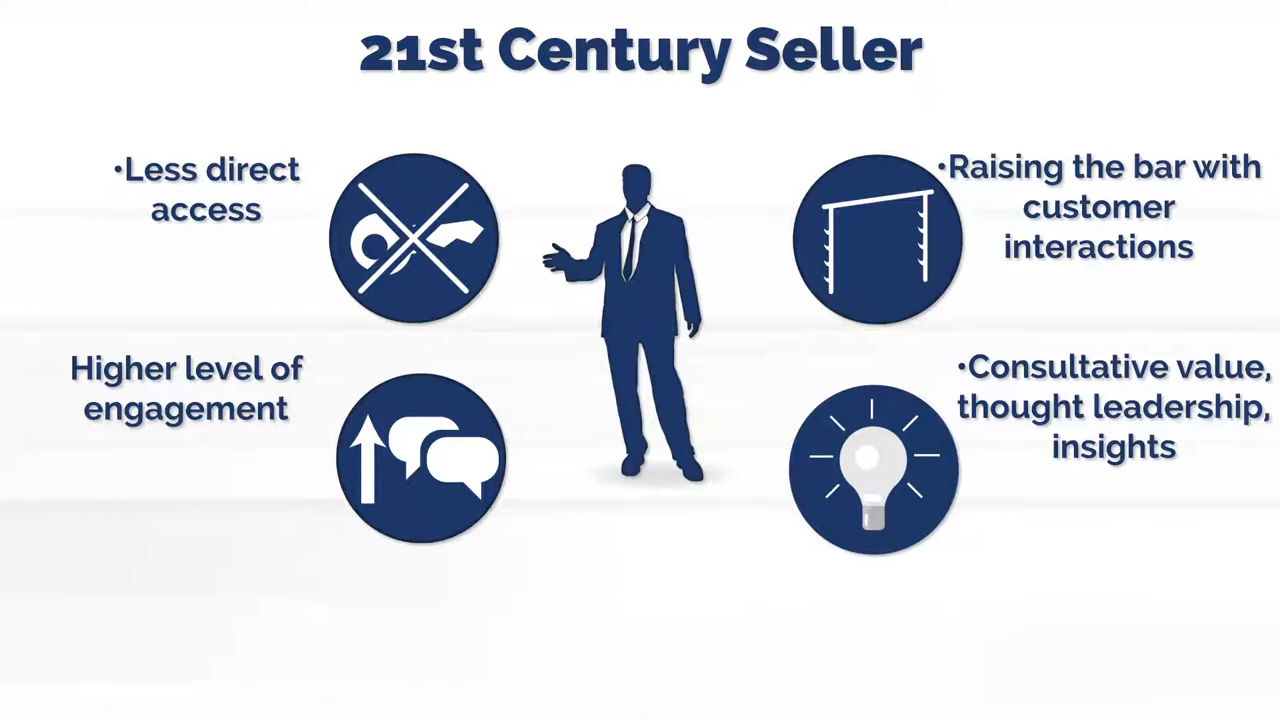 21st Century Seller
•Less direct
access
•Raising the bar with
customer
interactions
Higher level of
engagement
•Consultative value,
thought leadership,
insights